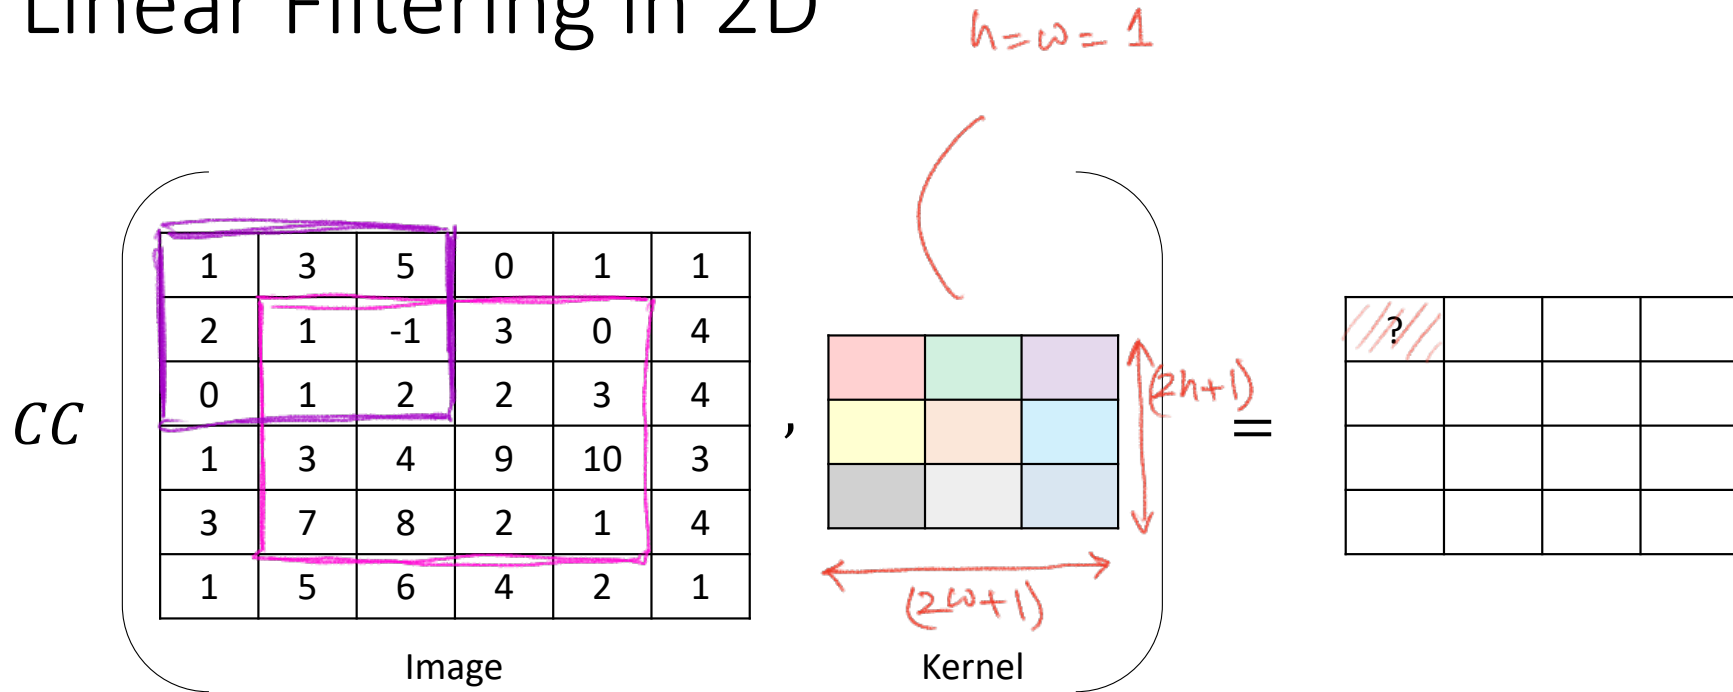 Linear Filtering in 2D
h=w=1
1 3 5 0 1 1
2 1 -1 3 0 4
0 1 2 2 3 4
1 3 4 9 10 3
3 7 8 2 1 4
1 5 6 4 2 1
CC
,
(2h+1)
=
?
(2w+1)
Image
Kernel